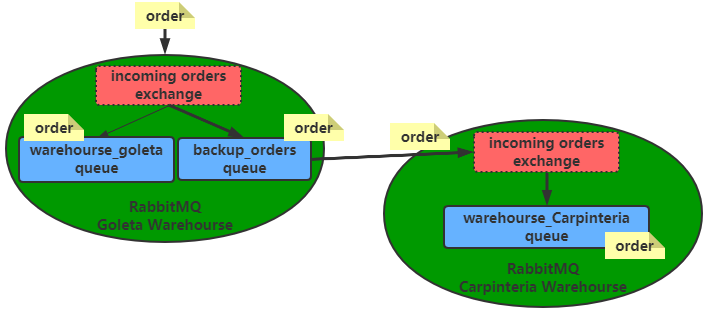 order
incoming orders
exchange
order
order
warehourse_goleta
queue
backup_orders
queue
RabbitMQ
Goleta Warehourse
order
incoming orders
exchange
warehourse_Carpinteria
queue
order
RabbitMQ
Carpinteria Warehourse